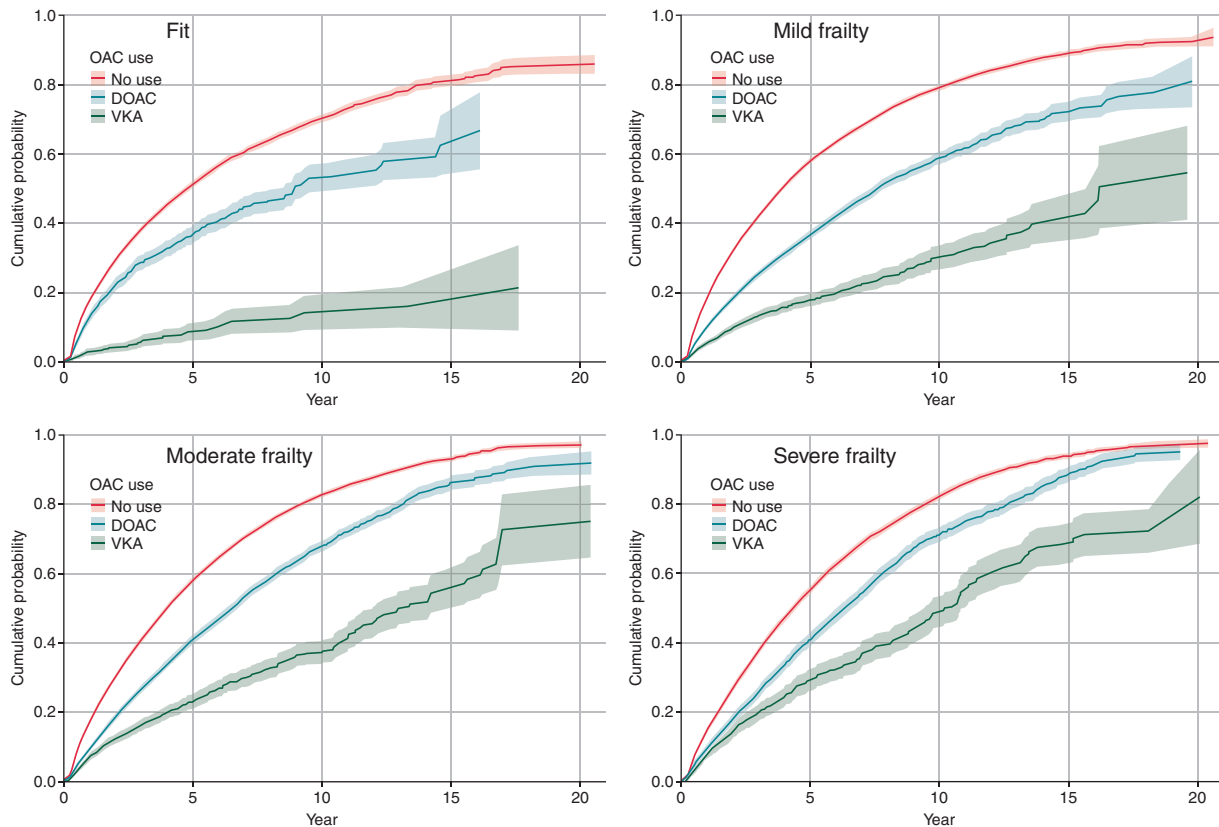 Fit
OAC use
No use
DOAC
VKA
Cumulative probability
1.0
0.8
0.6
0.4
0.2
0.0
0 5 10 15 20
Year
Mild frailty
OAC use
No use
DOAC
VKA
Cumulative probability
1.0
0.8
0.6
0.4
0.2
0.0
0 5 10 15 20
Year
Moderate frailty
OAC use
No use
DOAC
VKA
Cumulative probability
1.0
0.8
0.6
0.4
0.2
0.0
0 5 10 15 20
Year
Severe frailty
OAC use
No use
DOAC
VKA
Cumulative probability
1.0
0.8
0.6
0.4
0.2
0.0
0 5 10 15 20
Year